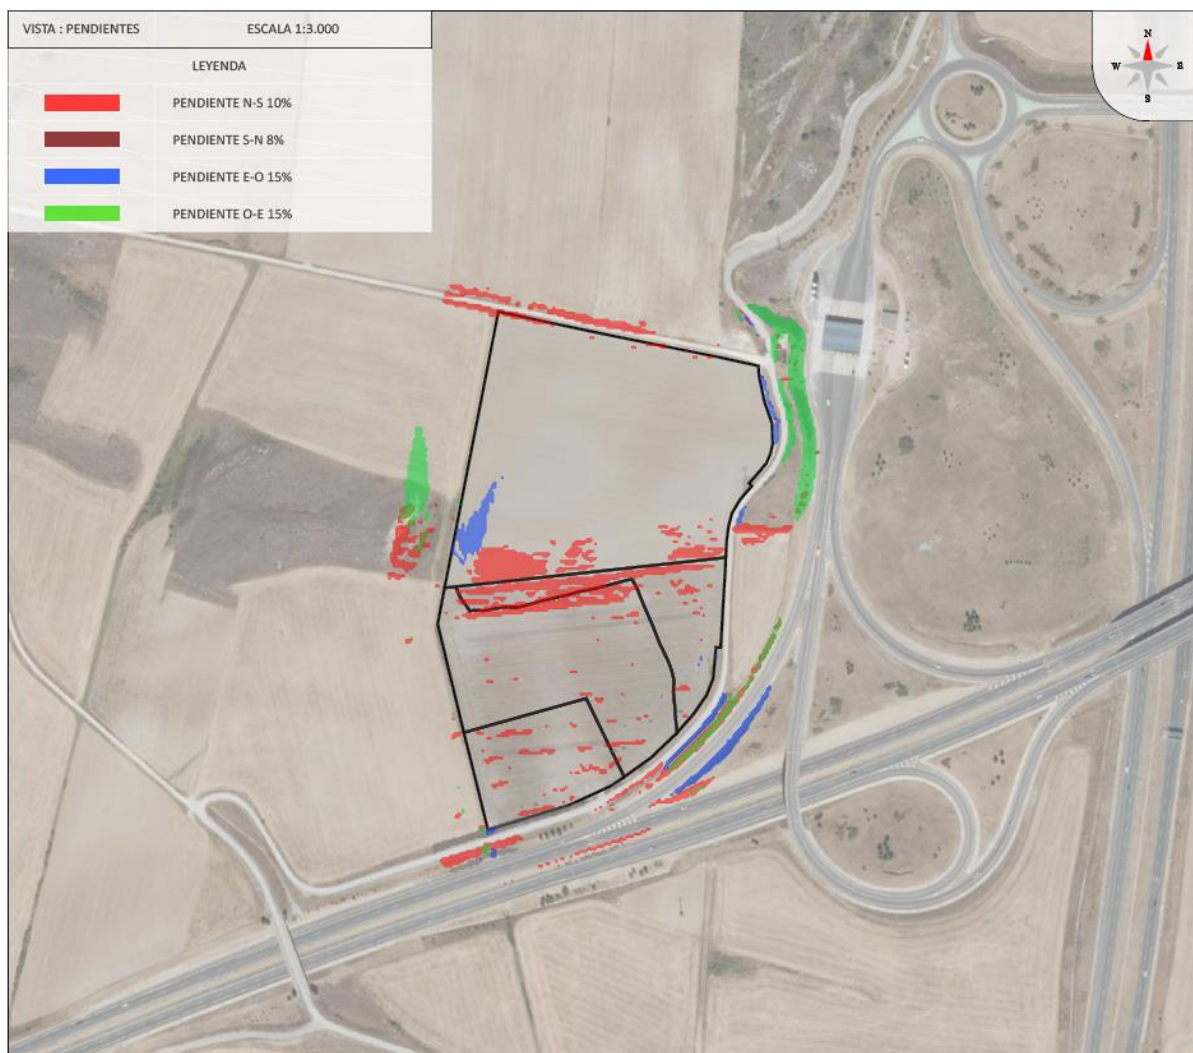 VISTA : PENDIENTES ESCALA 1:3.000
LEYENDA
PENDIENTE N-S 10%
PENDIENTE S-N 8%
PENDIENTE E-O 15%
PENDIENTE O-E 15%
N
W E
S